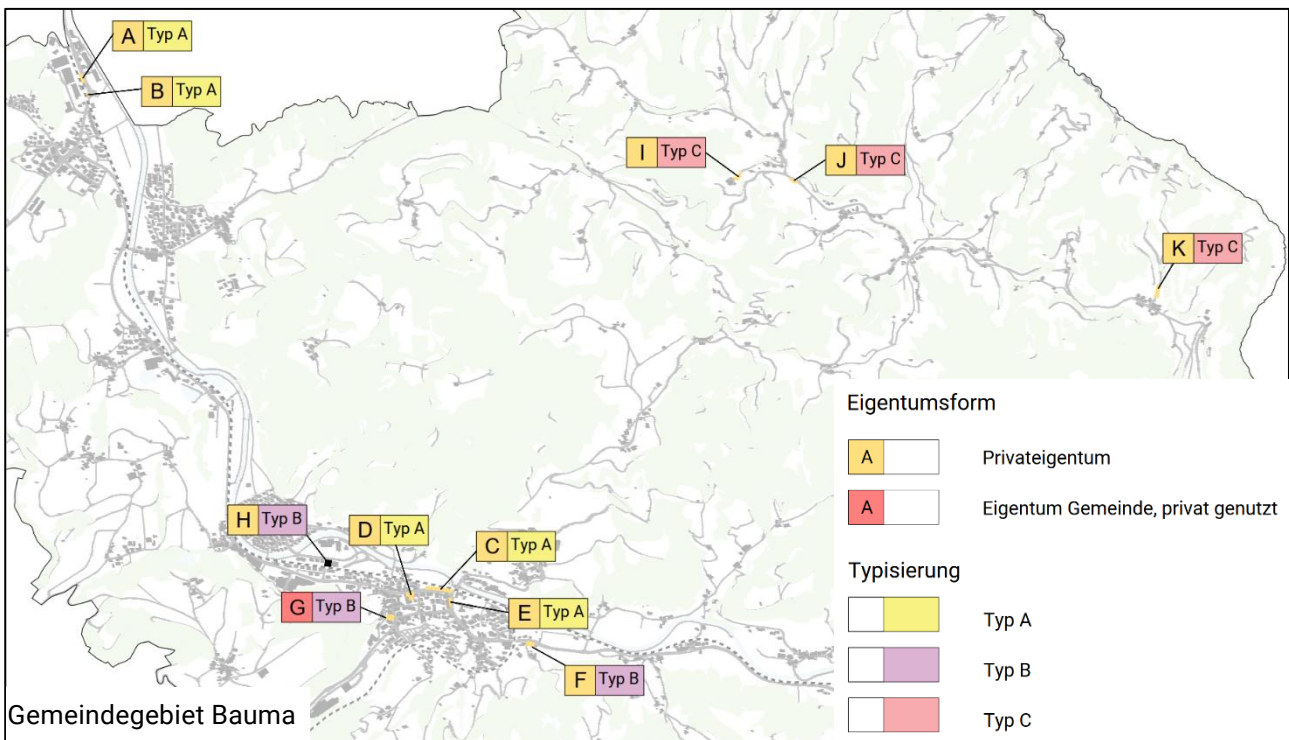 A Typ A
B Typ A
I Typ C
J Typ C
K Typ C
H Typ B
D Typ A
C Typ A
G Typ B
E Typ A
F Typ B
Eigentumsform
A Privateigentum
A Eigentum Gemeinde, privat genutzt
Typisierung
Typ A
Typ B
Typ C
Gemeindegebiet Bauma